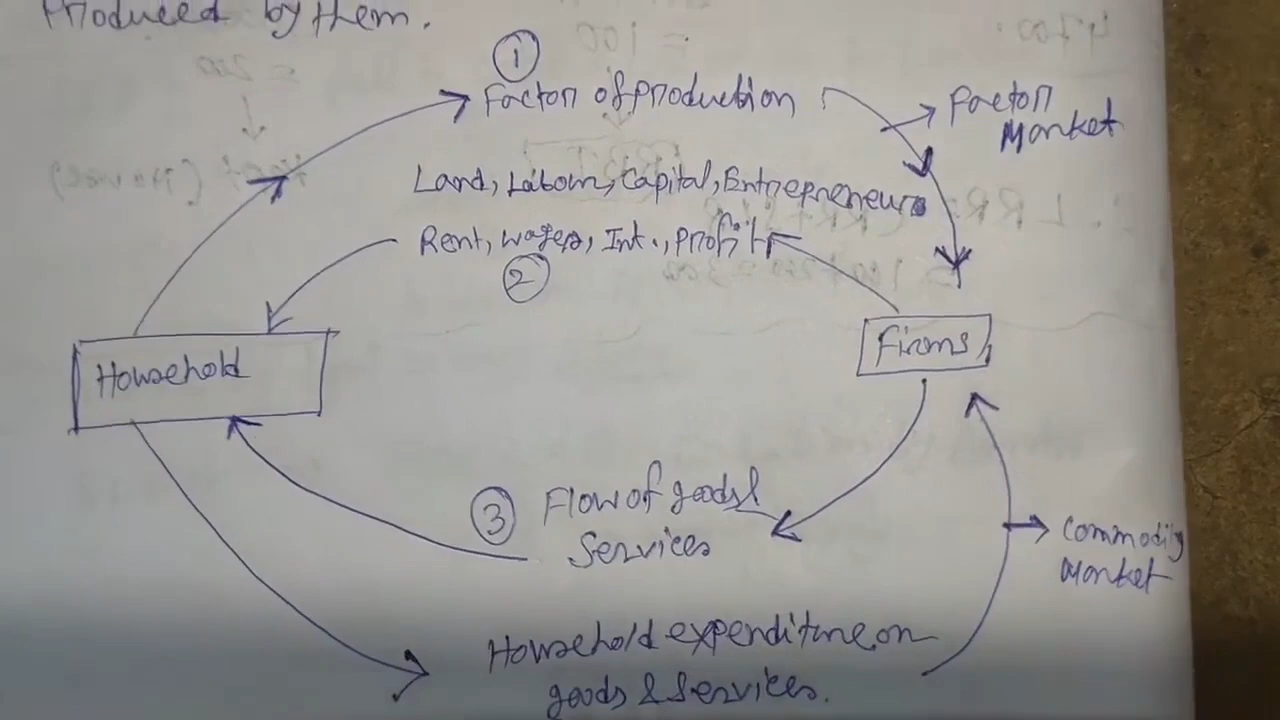 Produced by them.
①
Factor of production
Factor
Market
Land, Labour, Capital, Entrepreneurs
Rent, wages, Int., profit
②
Household
Firms
③
Flow of goods &
Services
Commodity
Market
Household expenditure on
goods & Services.